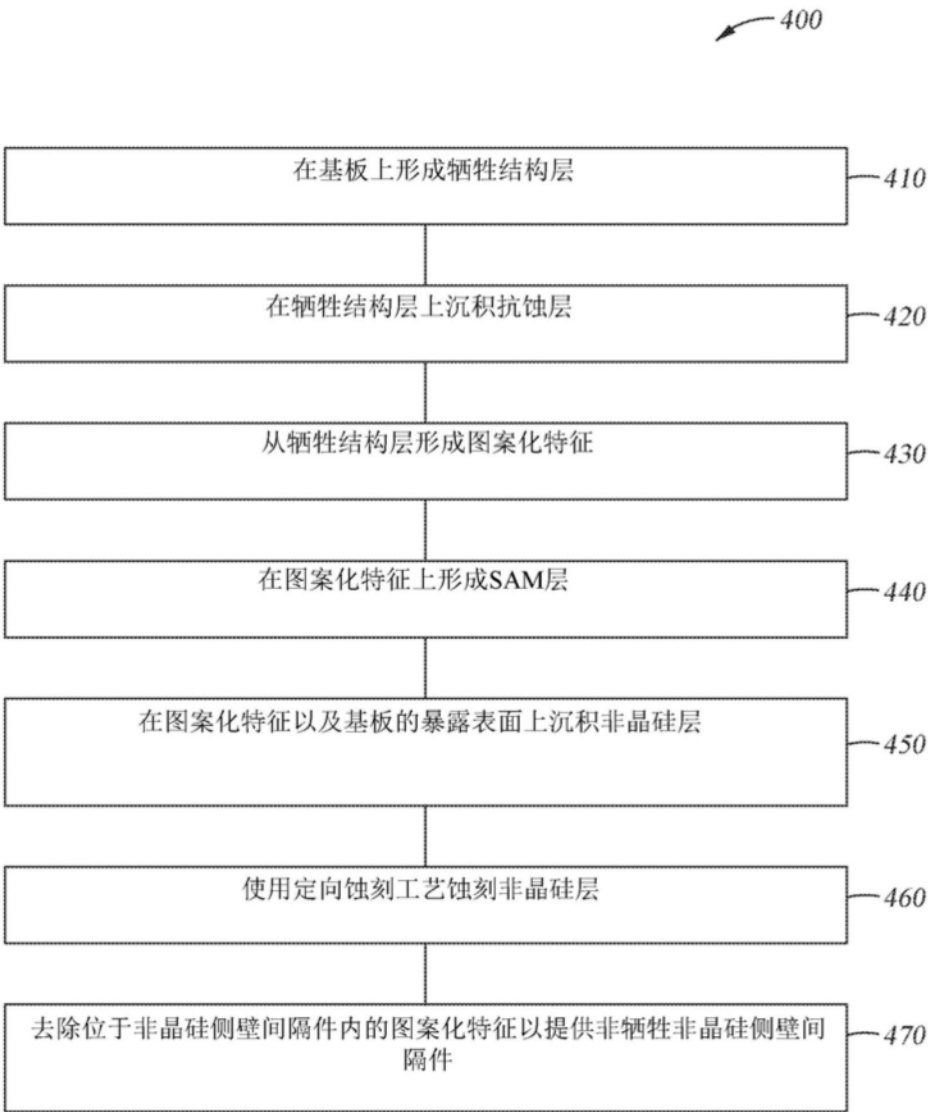 400
在基板上形成牺牲结构层
410
在牺牲结构层上沉积抗蚀层
420
从牺牲结构层形成图案化特征
430
在图案化特征上形成SAM层
440
在图案化特征以及基板的暴露表面上沉积非晶硅层
450
使用定向蚀刻工艺蚀刻非晶硅层
460
去除位于非晶硅侧壁间隔件内的图案化特征以提供非牺牲非晶硅侧壁间
隔件
470